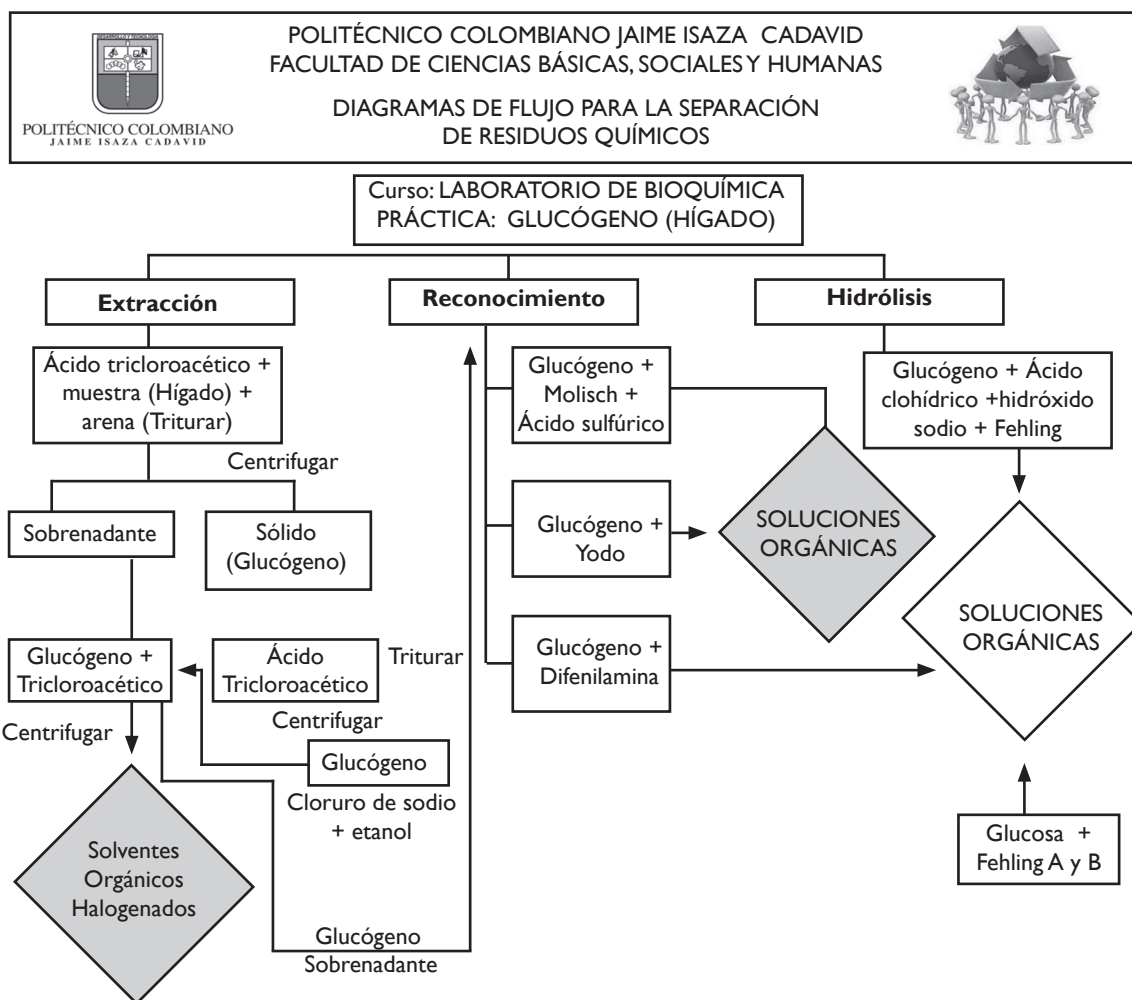 POLITÉCNICO COLOMBIANO JAIME ISAZA CADAVID
FACULTAD DE CIENCIAS BÁSICAS, SOCIALES Y HUMANAS
DIAGRAMAS DE FLUJO PARA LA SEPARACIÓN
DE RESIDUOS QUÍMICOS
DESARROLLO Y TECNOLOGIA
POLITÉCNICO COLOMBIANO
JAIME ISAZA CADAVID
Curso: LABORATORIO DE BIOQUÍMICA
PRÁCTICA: GLUCÓGENO (HÍGADO)
Extracción
Ácido tricloroacético +
muestra (Hígado) +
arena (Triturar)
Centrifugar
Sobrenadante
Sólido
(Glucógeno)
Glucógeno +
Tricloroacético
Ácido
Tricloroacético
Triturar
Centrifugar
Centrifugar
Glucógeno
Cloruro de sodio
+ etanol
Solventes
Orgánicos
Halogenados
Glucógeno
Sobrenadante
Reconocimiento
Glucógeno +
Molisch +
Ácido sulfúrico
Glucógeno +
Yodo
Glucógeno +
Difenilamina
SOLUCIONES
ORGÁNICAS
Hidrólisis
Glucógeno + Ácido
clohídrico +hidróxido
sodio + Fehling
SOLUCIONES
ORGÁNICAS
Glucosa +
Fehling A y B